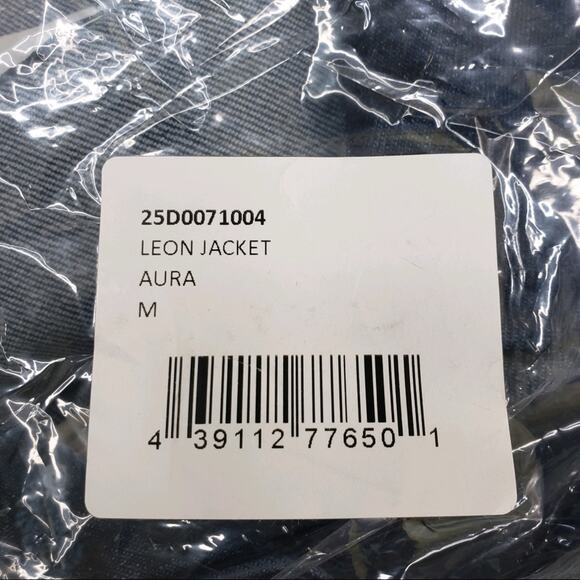 25D0071004
LEON JACKET
AURA
M
4 39112 77650 1